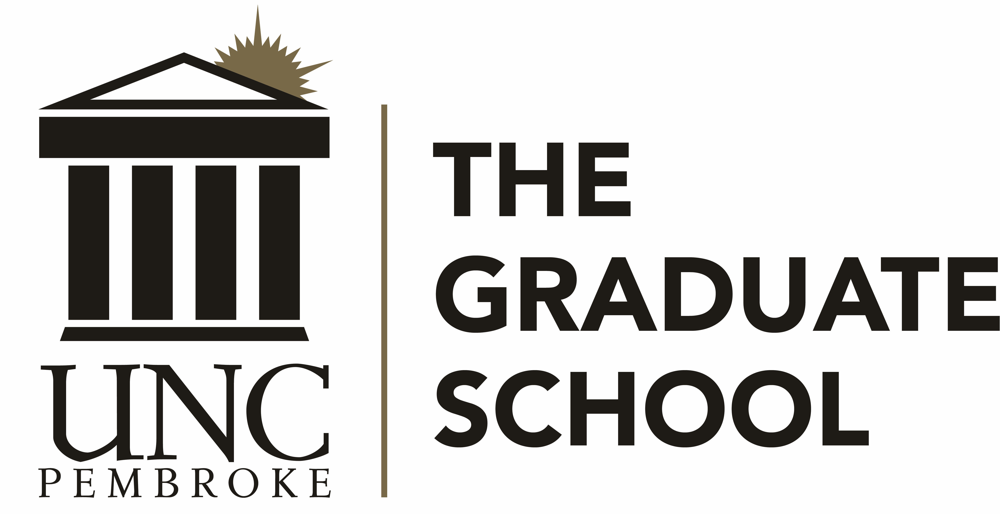 UNC
PEMBROKE
THE
GRADUATE
SCHOOL